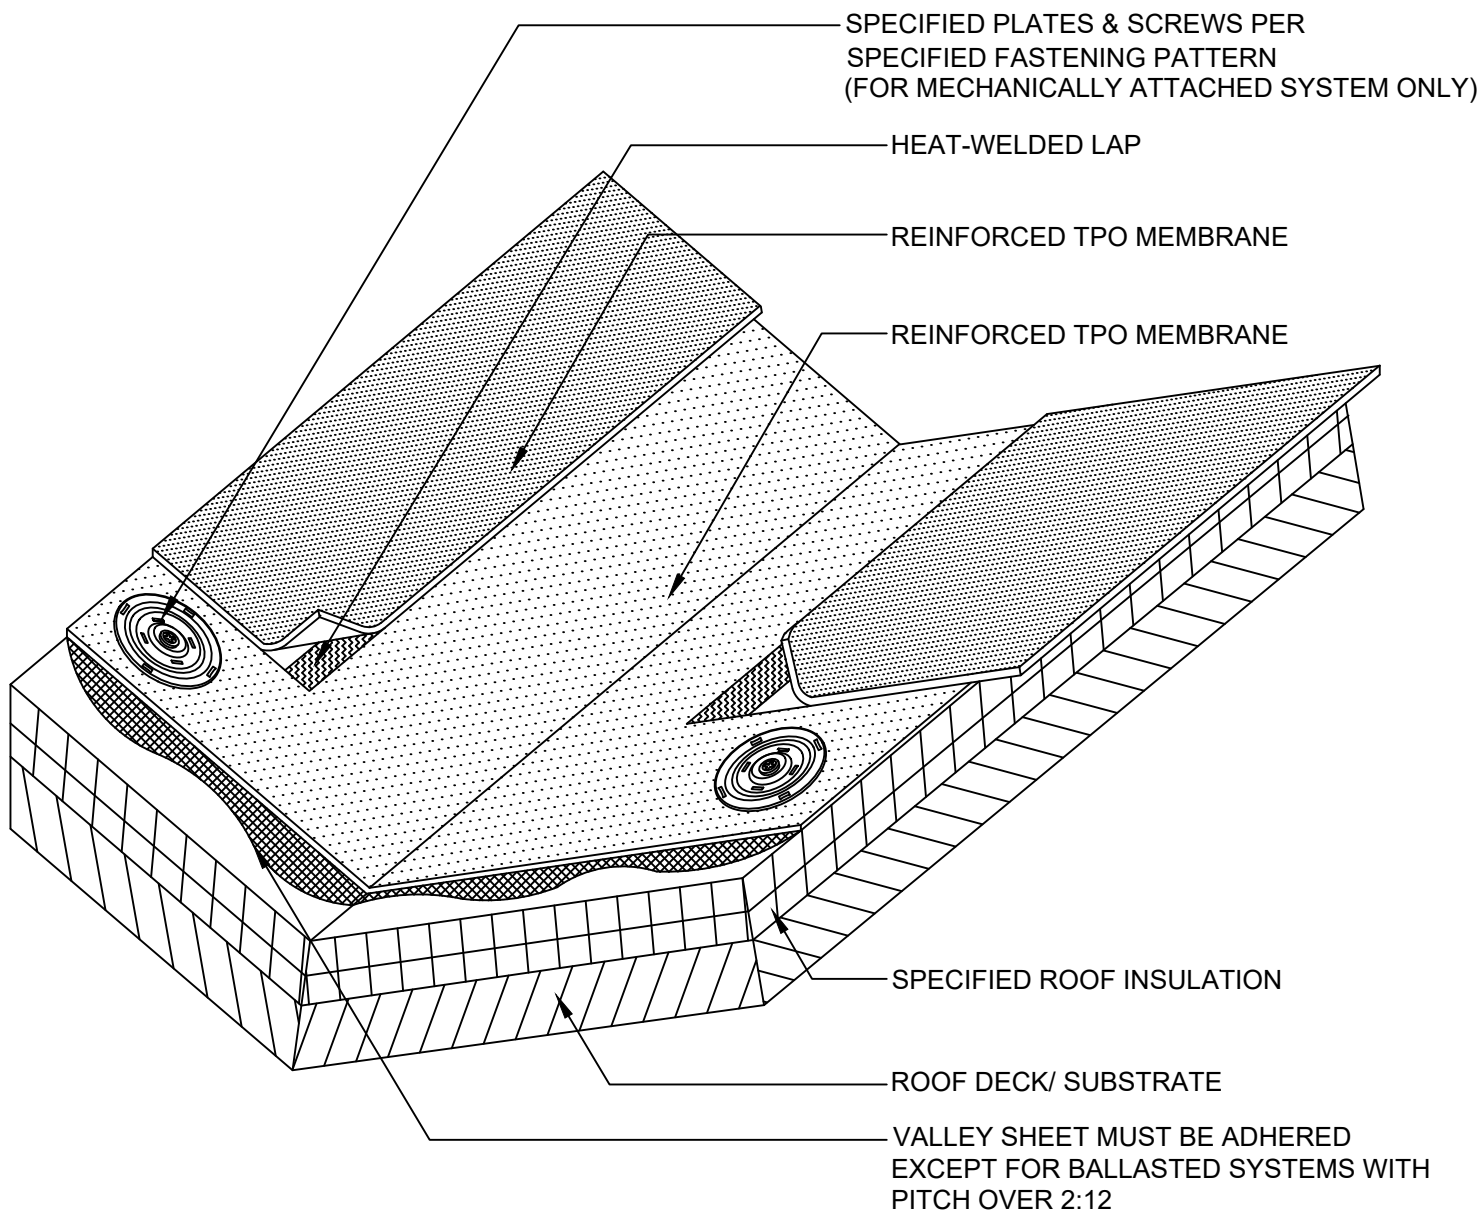 SPECIFIED PLATES & SCREWS PER
SPECIFIED FASTENING PATTERN
(FOR MECHANICALLY ATTACHED SYSTEM ONLY)
HEAT-WELDED LAP
REINFORCED TPO MEMBRANE
REINFORCED TPO MEMBRANE
SPECIFIED ROOF INSULATION
ROOF DECK/ SUBSTRATE
VALLEY SHEET MUST BE ADHERED
EXCEPT FOR BALLASTED SYSTEMS WITH
PITCH OVER 2:12